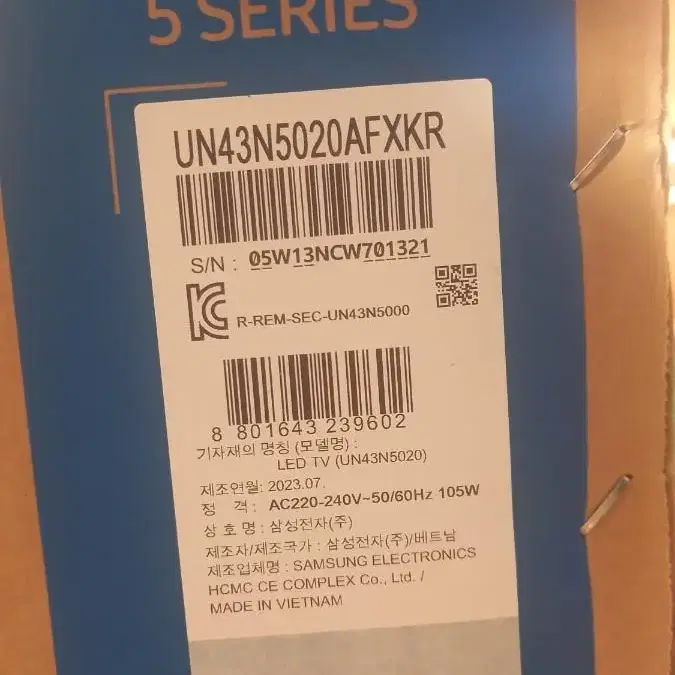 5 SERIES
UN43N5020AFXKR
S/N : 05W13NCW701321
R-REM-SEC-UN43N5000
8 801643 239602
기자재의 명칭 (모델명) :
LED TV (UN43N5020)
제조연월: 2023.07.
정 격: AC220-240V~50/60Hz 105W
상 호 명 : 삼성전자(주)
제조자/제조국가 : 삼성전자(주)/베트남
제조업체명 : SAMSUNG ELECTRONICS
HCMC CE COMPLEX Co., Ltd. /
MADE IN VIETNAM